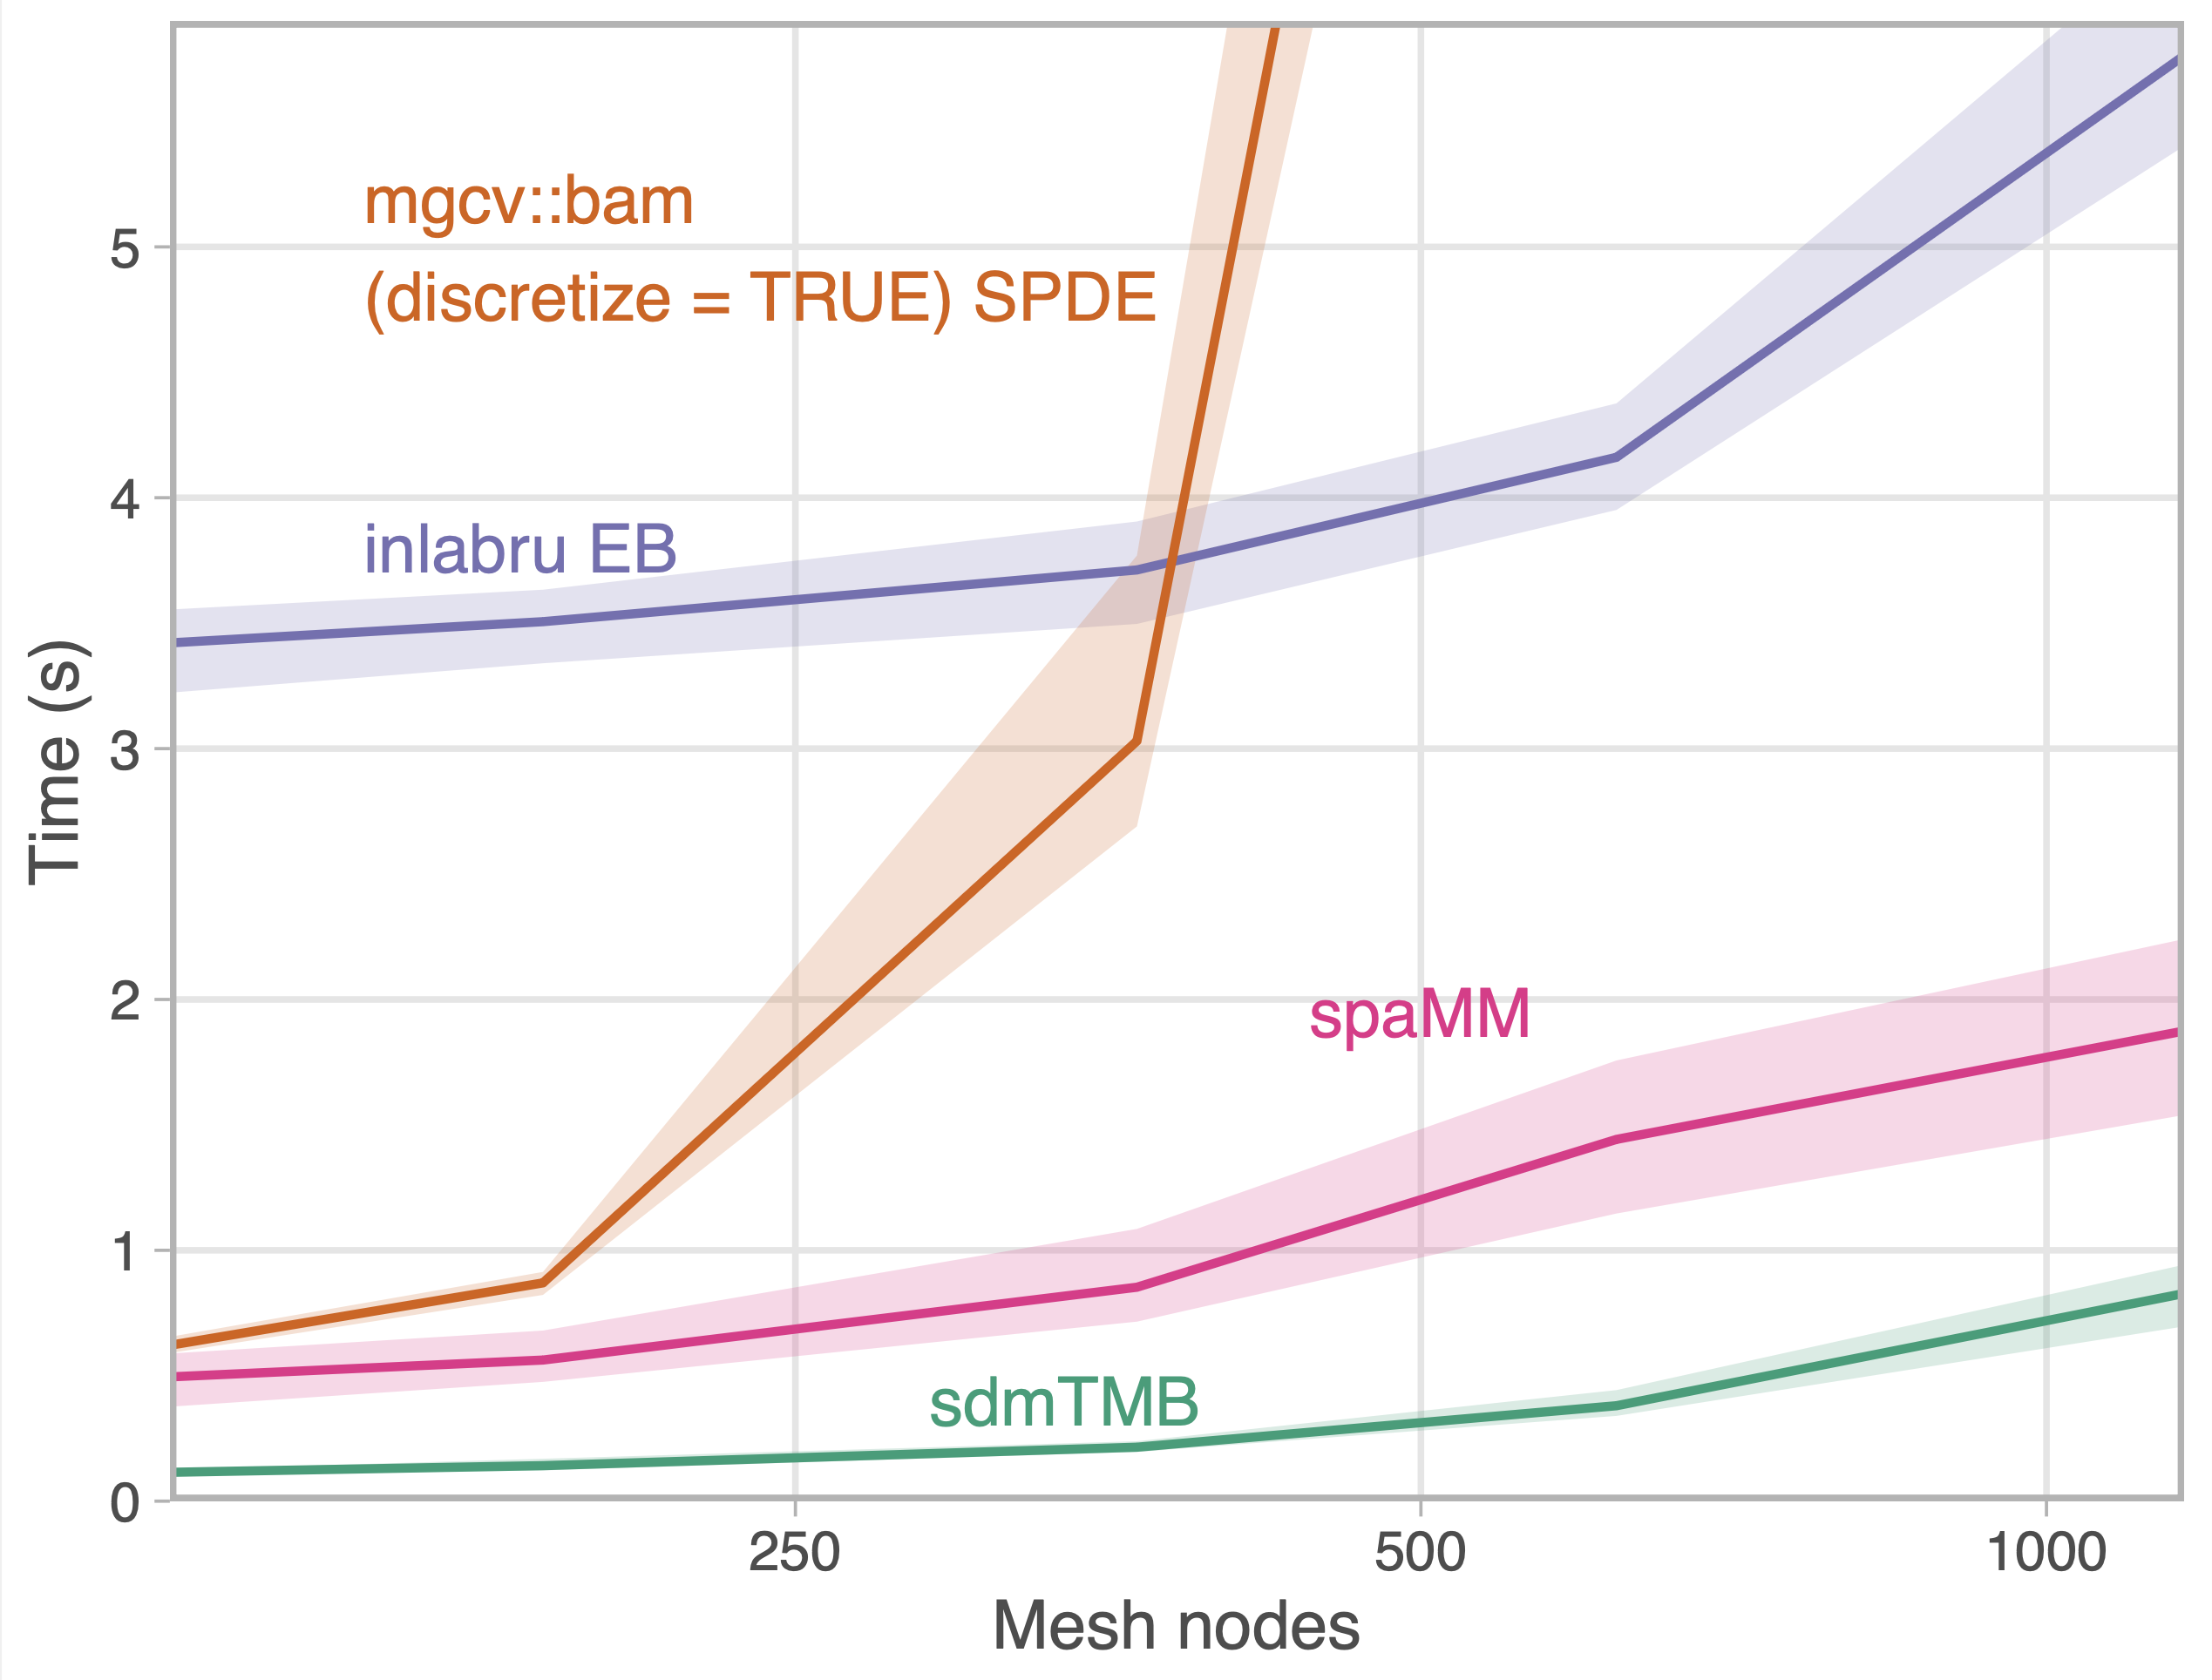 mgcv::bam
(discretize = TRUE) SPDE
inlabru EB
spaMM
sdmTMB
Time (s)
5
4
3
2
1
0
250
500
1000
Mesh nodes